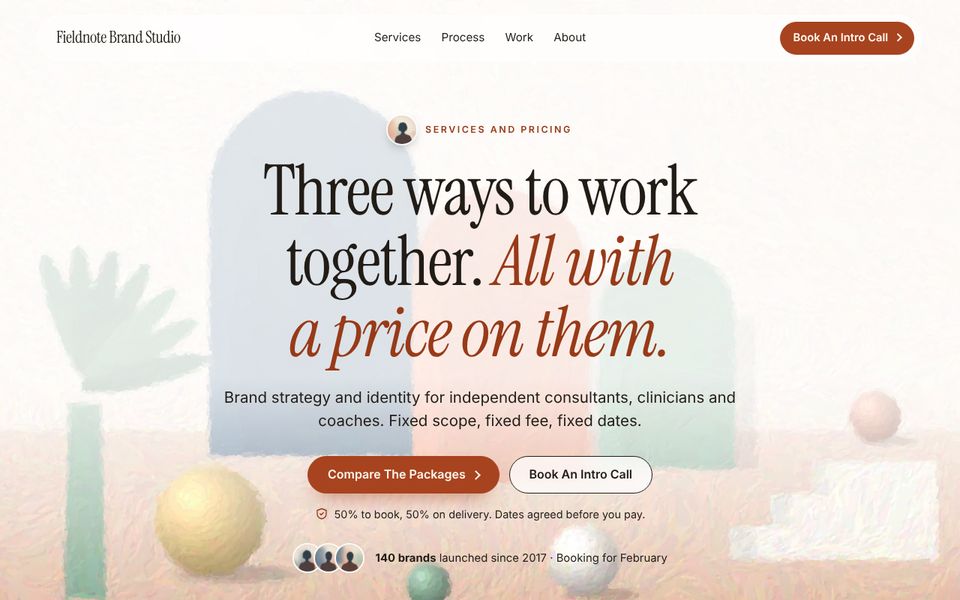 Fieldnote Brand Studio
Services
Process
Work
About
Book An Intro Call
SERVICES AND PRICING
Three ways to work
together. All with
a price on them.
Brand strategy and identity for independent consultants, clinicians and
coaches. Fixed scope, fixed fee, fixed dates.
Compare The Packages
Book An Intro Call
50% to book, 50% on delivery. Dates agreed before you pay.
140 brands launched since 2017 · Booking for February